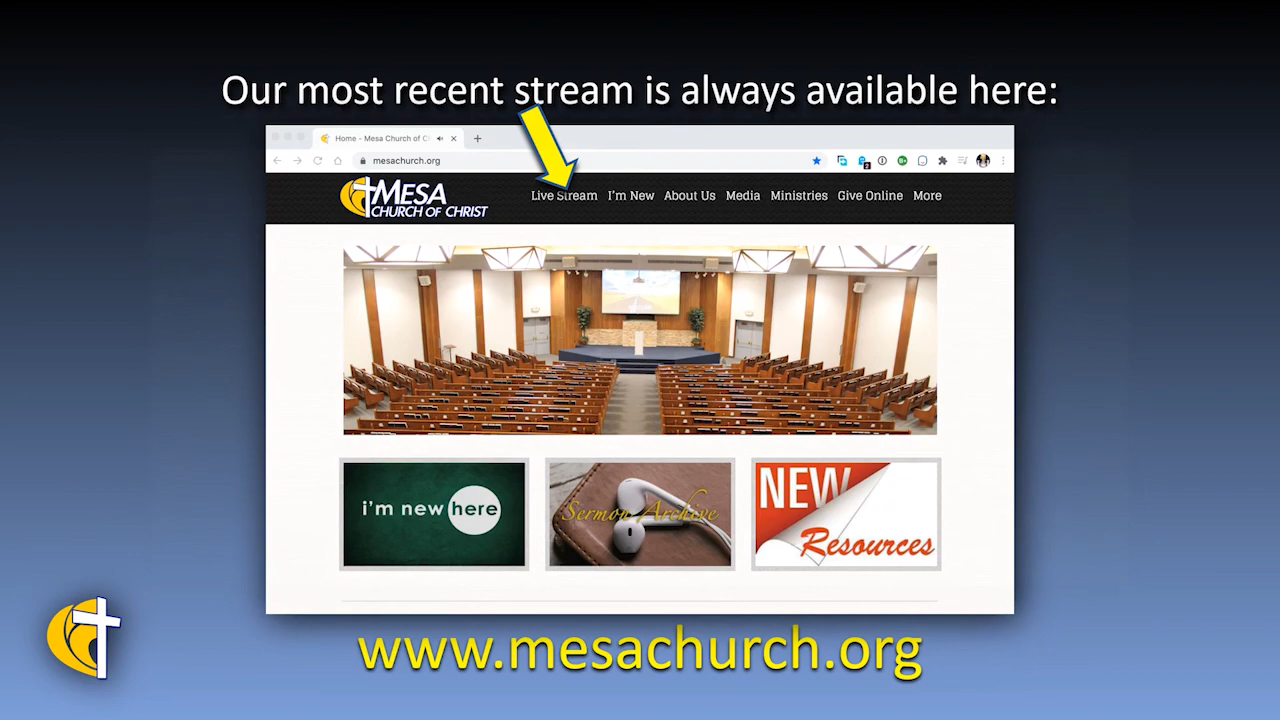 Our most recent stream is always available here:
Home - Mesa Church of C
mesachurch.org
MESA
CHURCH OF CHRIST
Live Stream I'm New About Us Media Ministries Give Online More
i'm new here
Sermon Archive
NEW
Resources
www.mesachurch.org